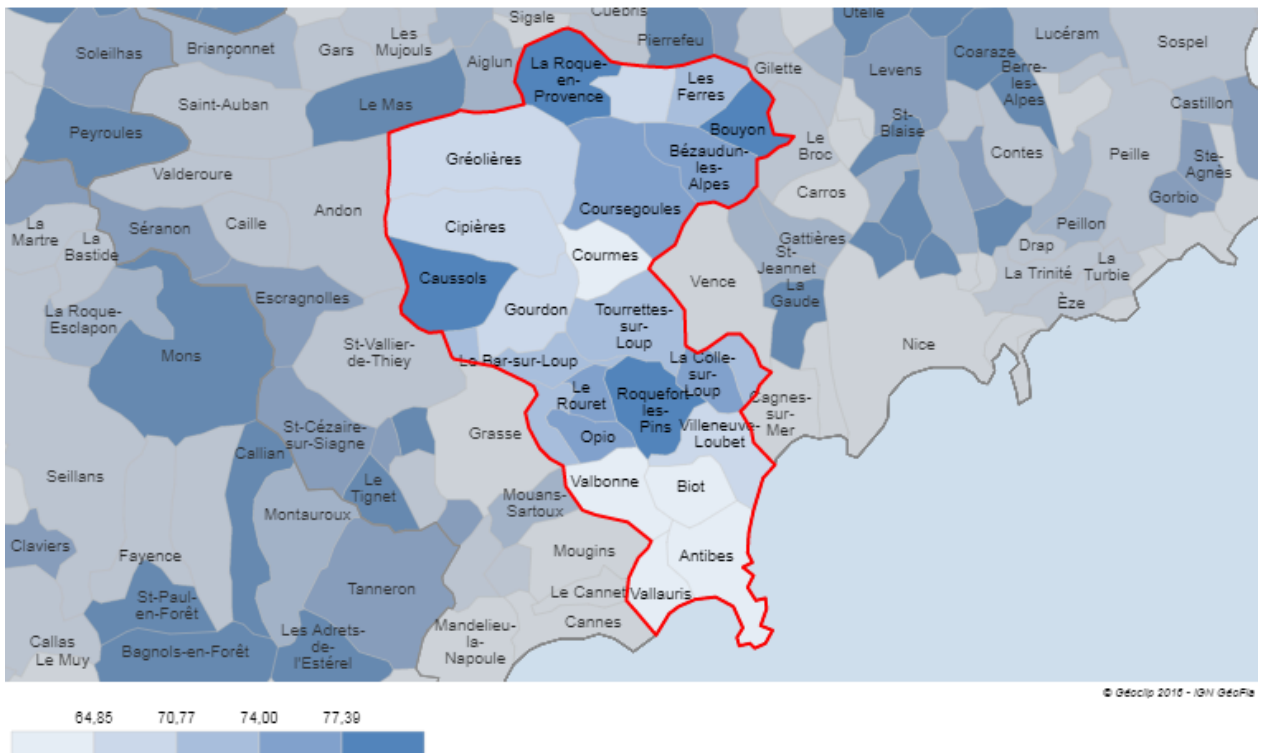 Sigale
Cuébris
Utelle
Soleilhas
Briançonnet
Gars
Les
Mujouls
Aiglun
La Roque-
en-
Provence
Pierrefeu
Les
Ferres
Gilette
Levens
Coaraze
Lucéram
Sospel
Berre-
les-
Alpes
Saint-Auban
Le Mas
Peyroules
Bouyon
St-
Blaise
Castillon
Valderoure
Gréolières
Bézaudun-
les-
Alpes
Le
Broc
Contes
Peille
Ste-
Agnès
Carros
Gorbio
La
Martre
La
Bastide
Séranon
Caille
Andon
Cipières
Coursegoules
Gattières
Peillon
Drap
St-
Jeannet
La Trinité
La
Turbie
Courmes
Vence
La
Gaude
Èze
Caussols
Escragnolles
La Roque-
Esclapon
Gourdon
Tourrettes-
sur-
Loup
Nice
Mons
St-Vallier-
de-Thiey
Le Bar-sur-Loup
La Colle-
sur-
Loup
Le
Rouret
Roquefort-
les-
Pins
Cagnes-
sur-
Mer
Villeneuve-
Loubet
St-Cézaire-
sur-Siagne
Grasse
Opio
Callian
Seillans
Le
Tignet
Valbonne
Biot
Mouans-
Sartoux
Montauroux
Claviers
Fayence
Mougins
Antibes
Tanneron
Le Cannet
Vallauris
St-Paul-
en-Forêt
Cannes
Mandelieu-
la-
Napoule
Les Adrets-
de-
l'Estérel
Callas
Le Muy
Bagnols-en-Forêt
© Géoclip 2016 - IGN GéoFla
64,85 70,77 74,00 77,39